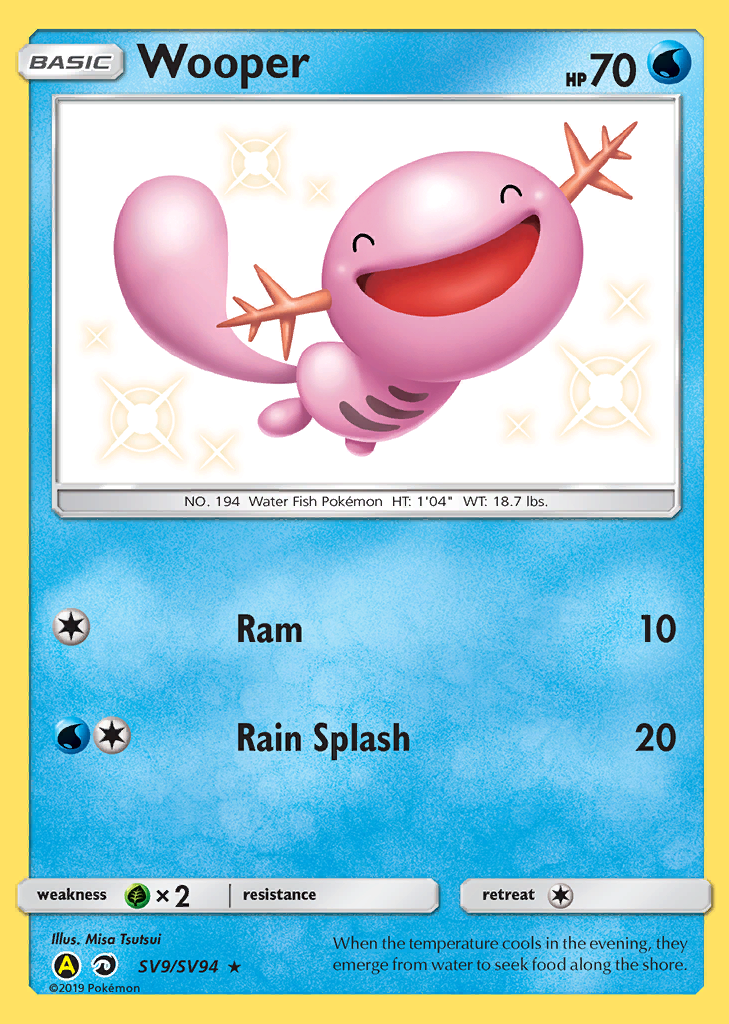 BASIC Wooper HP 70
NO. 194 Water Fish Pokémon HT: 1'04" WT: 18.7 lbs.
Ram 10
Rain Splash 20
weakness ×2 resistance retreat
Illus. Misa Tsutsui
When the temperature cools in the evening, they
emerge from water to seek food along the shore.
A SV9/SV94 ★
©2019 Pokémon